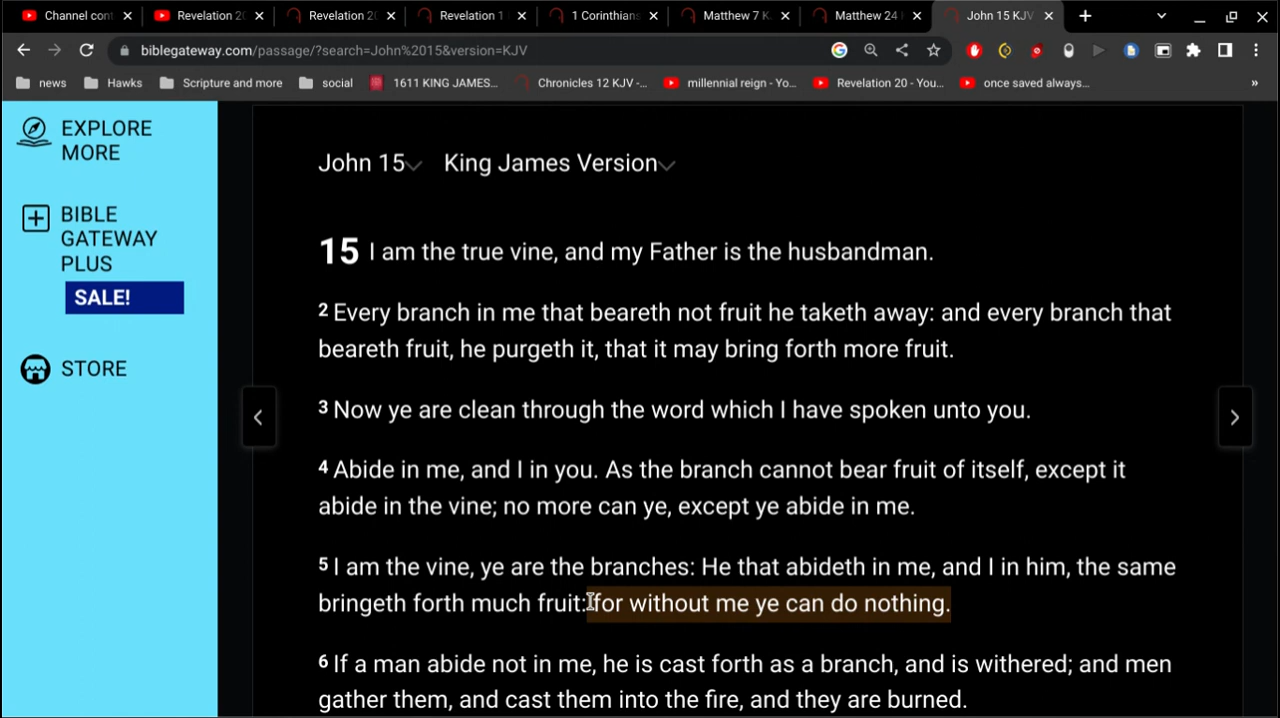 Channel cont
Revelation 20
Revelation 20
Revelation 1
1 Corinthians
Matthew 7 K
Matthew 24
John 15 KJV
biblegateway.com/passage/?search=John%2015&version=KJV
news
Hawks
Scripture and more
social
1611 KING JAMES...
Chronicles 12 KJV -...
millennial reign - Yo...
Revelation 20 - You...
once saved always...
»
EXPLORE
MORE
BIBLE
GATEWAY
PLUS
SALE!
STORE
John 15 King James Version
15 I am the true vine, and my Father is the husbandman.
2 Every branch in me that beareth not fruit he taketh away: and every branch that
beareth fruit, he purgeth it, that it may bring forth more fruit.
3 Now ye are clean through the word which I have spoken unto you.
4 Abide in me, and I in you. As the branch cannot bear fruit of itself, except it
abide in the vine; no more can ye, except ye abide in me.
5 I am the vine, ye are the branches: He that abideth in me, and I in him, the same
bringeth forth much fruit: for without me ye can do nothing.
6 If a man abide not in me, he is cast forth as a branch, and is withered; and men
gather them, and cast them into the fire, and they are burned.